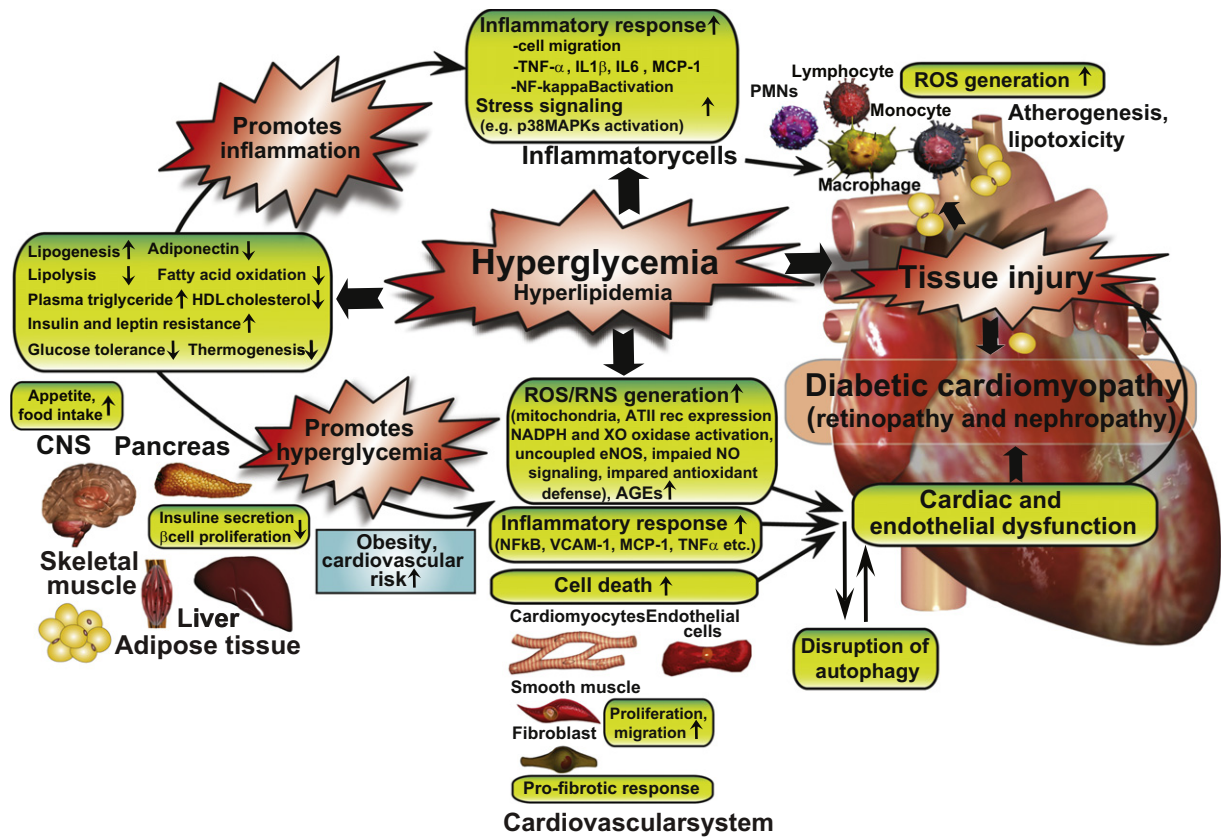 Inflammatory response↑
-cell migration
-TNF-α, IL1β, IL6 , MCP-1
-NF-kappaBactivation
Stress signaling ↑
(e.g. p38MAPKs activation)
Inflammatorycells
Promotes
inflammation
Lymphocyte
PMNs
Monocyte
Macrophage
ROS generation ↑
Atherogenesis,
lipotoxicity
Lipogenesis↑ Adiponectin↓
Lipolysis ↓ Fatty acid oxidation↓
Plasma triglyceride↑ HDLcholesterol↓
Insulin and leptin resistance↑
Glucose tolerance↓ Thermogenesis↓
Hyperglycemia
Hyperlipidemia
Tissue injury
Diabetic cardiomyopathy
(retinopathy and nephropathy)
Appetite,
food intake↑
CNS
Pancreas
Insuline secretion
βcell proliferation↓
Skeletal
muscle
Liver
Adipose tissue
Promotes
hyperglycemia
Obesity,
cardiovascular
risk↑
ROS/RNS generation↑
(mitochondria, ATII rec expression
NADPH and XO oxidase activation,
uncoupled eNOS, impaied NO
signaling, impared antioxidant
defense), AGEs↑
Inflammatory response ↑
(NFkB, VCAM-1, MCP-1, TNFα etc.)
Cell death ↑
Cardiac and
endothelial dysfunction
Disruption of
autophagy
CardiomyocytesEndothelial
cells
Smooth muscle
Proliferation,
migration↑
Fibroblast
Pro-fibrotic response
Cardiovascularsystem